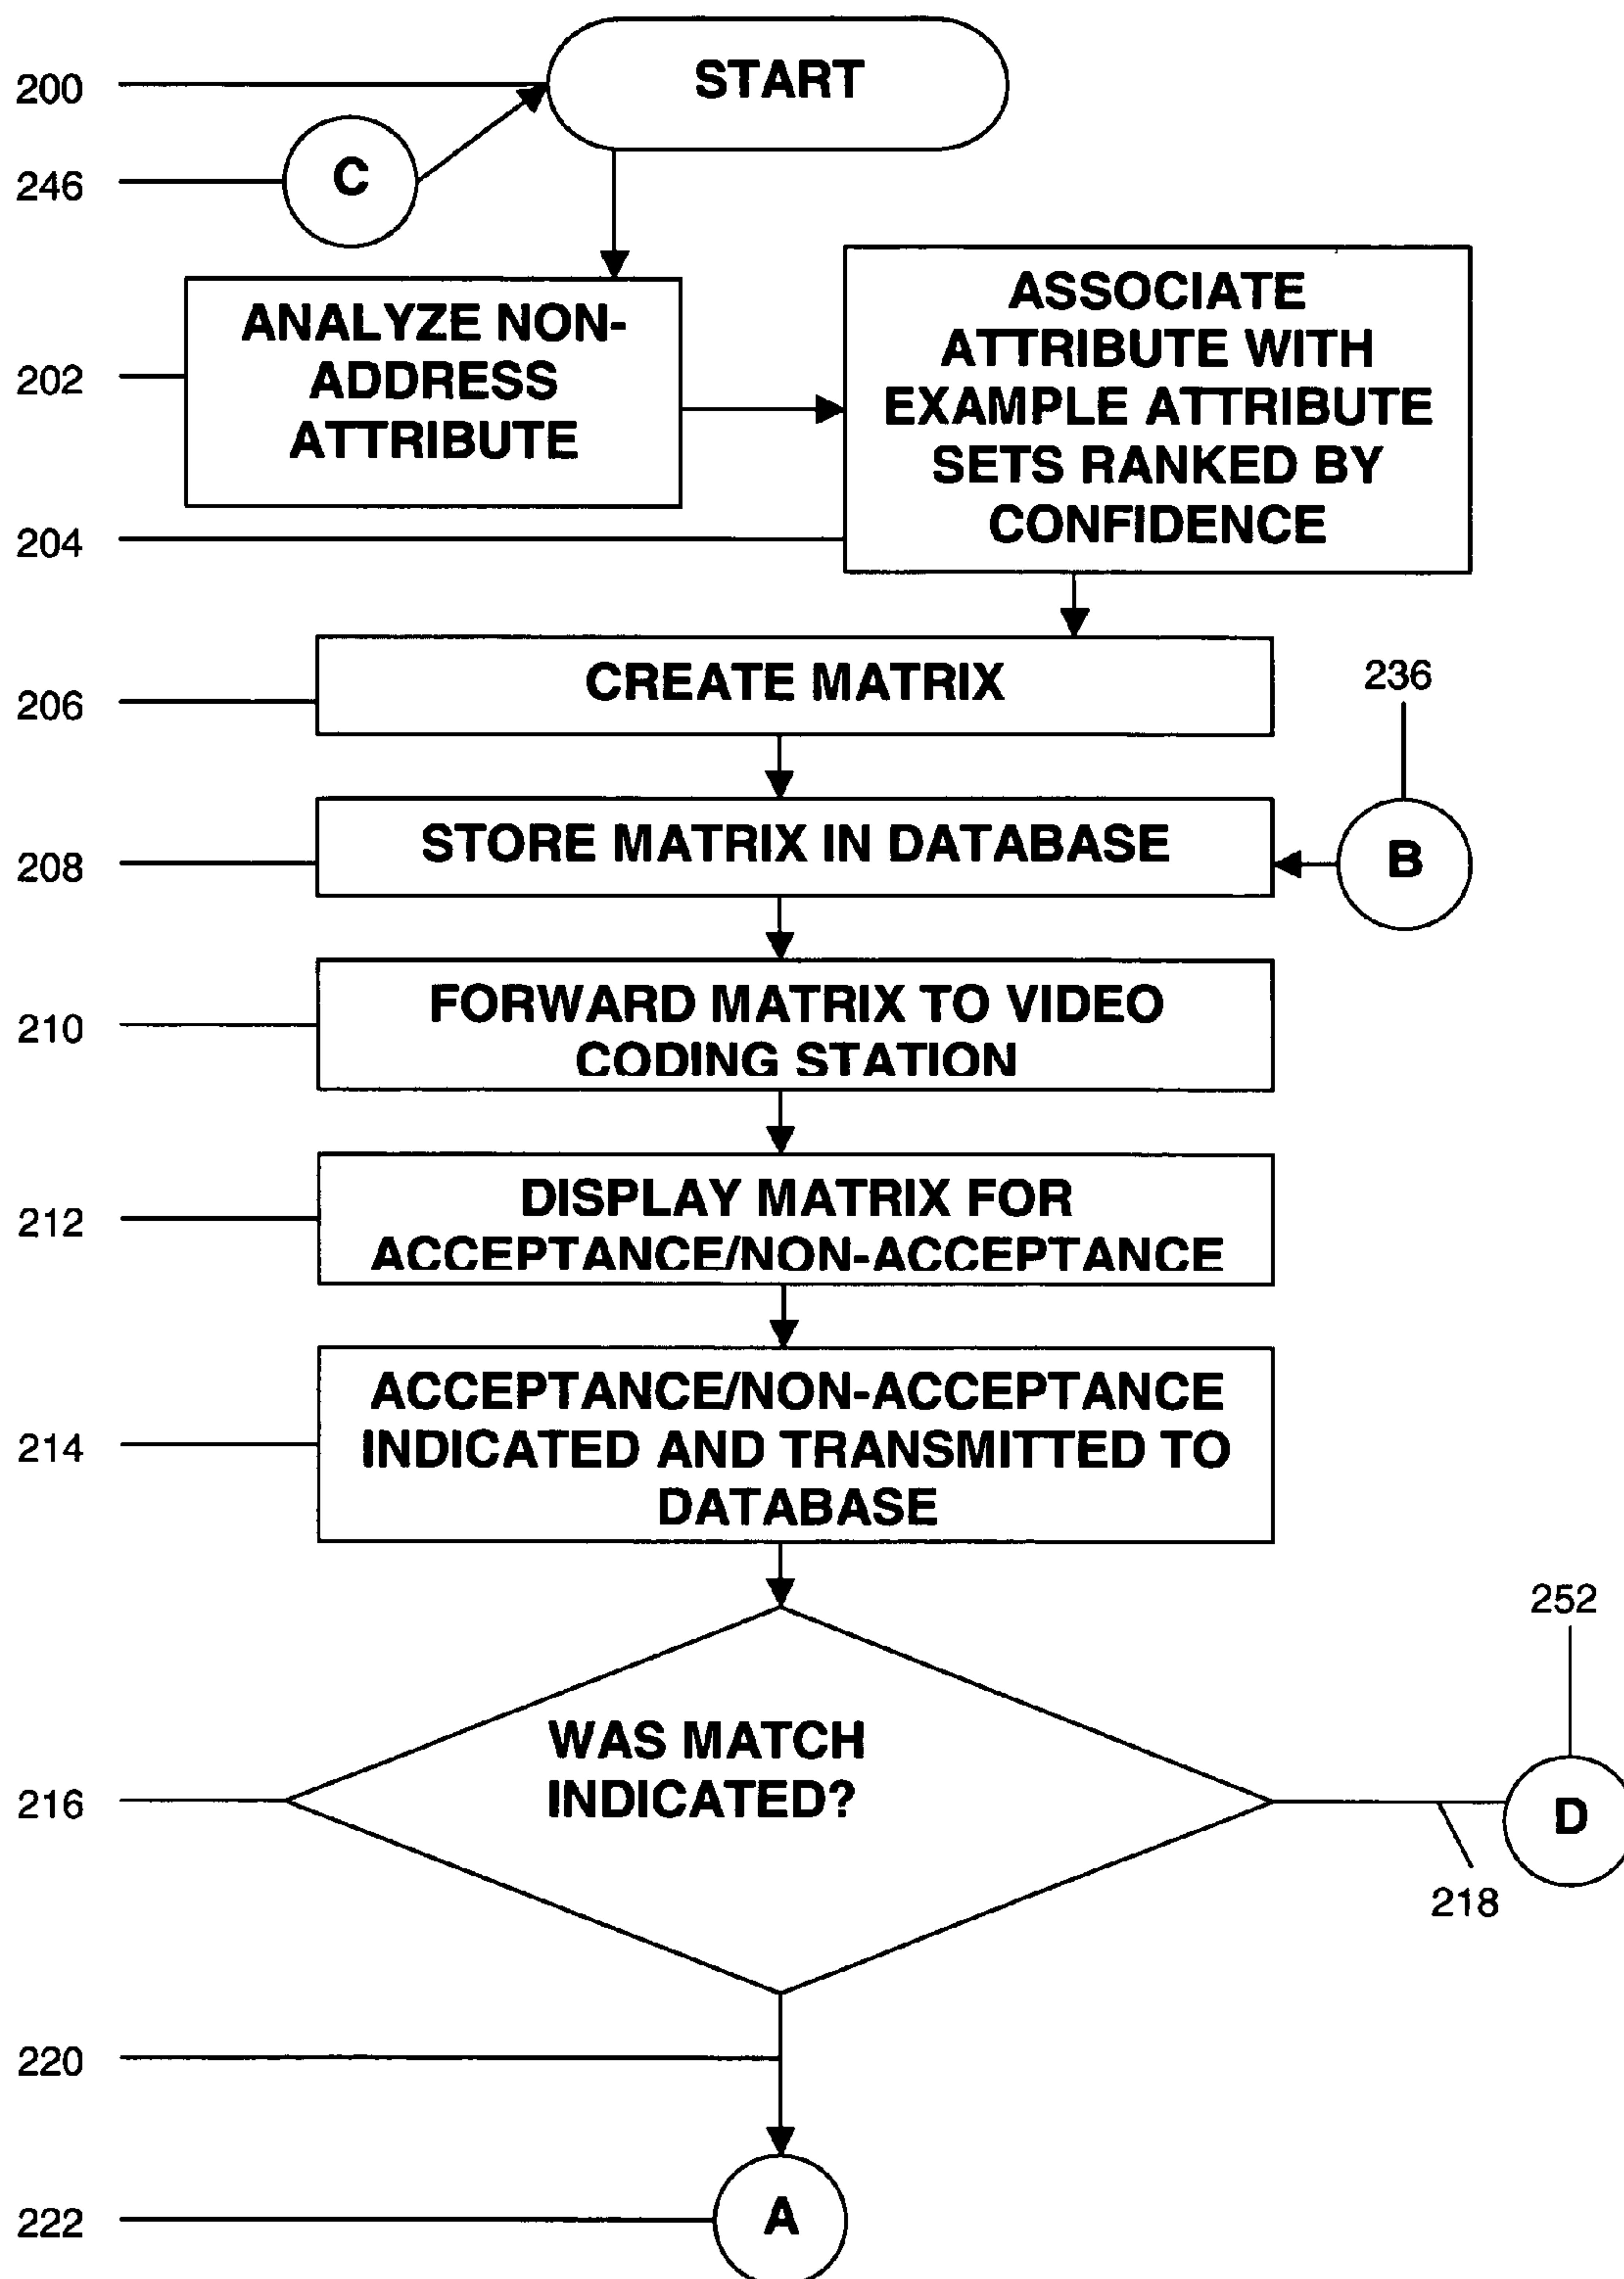 200
START
246
C
202
ANALYZE NON-
ADDRESS
ATTRIBUTE
ASSOCIATE
ATTRIBUTE WITH
EXAMPLE ATTRIBUTE
SETS RANKED BY
CONFIDENCE
204
206
CREATE MATRIX
236
208
STORE MATRIX IN DATABASE
B
210
FORWARD MATRIX TO VIDEO
CODING STATION
212
DISPLAY MATRIX FOR
ACCEPTANCE/NON-ACCEPTANCE
214
ACCEPTANCE/NON-ACCEPTANCE
INDICATED AND TRANSMITTED TO
DATABASE
252
216
WAS MATCH
INDICATED?
D
218
220
222
A